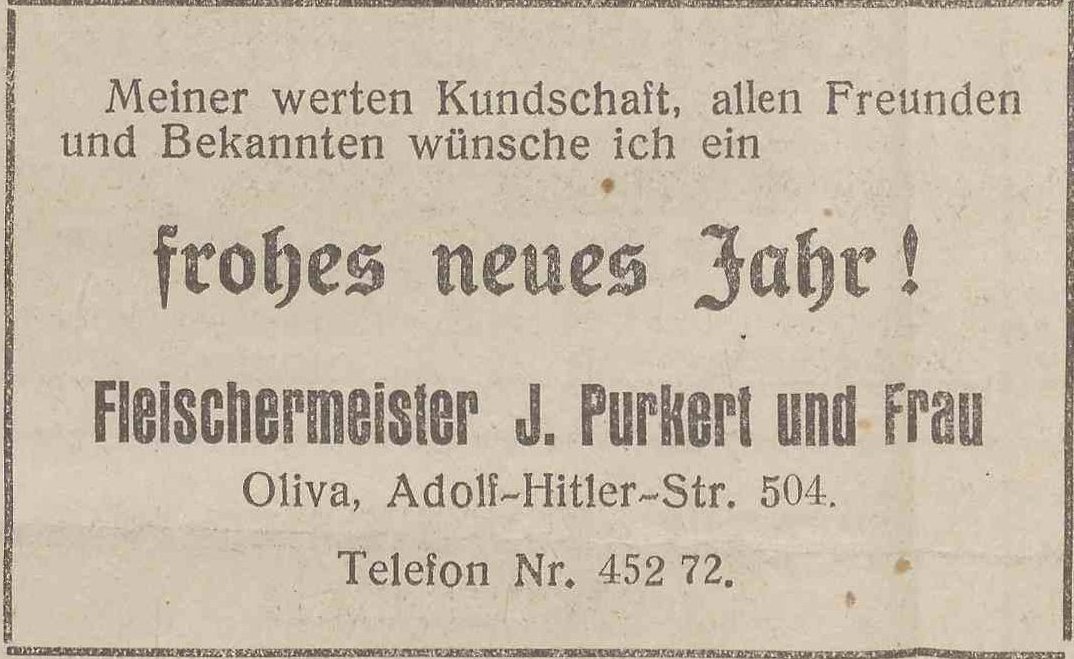 Meiner werten Kundschaft, allen Freunden
und Bekannten wünsche ich ein
frohes neues Jahr!
Fleischermeister J. Purkert und Frau
Oliva, Adolf-Hitler-Str. 504.
Telefon Nr. 452 72.